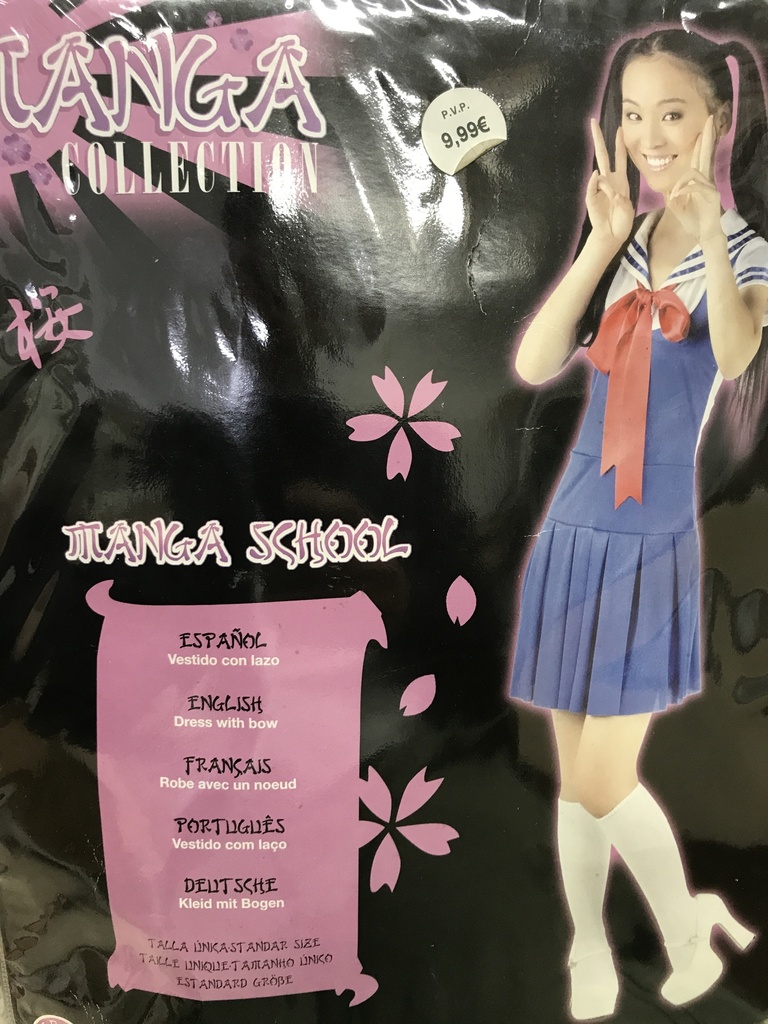 MANGA
COLLECTION
P.V.P.
9,99€
桜
MANGA SCHOOL
ESPAÑOL
Vestido con lazo
ENGLISH
Dress with bow
FRANÇAIS
Robe avec un noeud
PORTUGUÊS
Vestido com laço
DEUTSCHE
Kleid mit Bogen
TALLA ÚNICA·STANDAR SIZE
TAILLE UNIQUE·TAMANHO ÚNICO
ESTANDARD GRÖßE